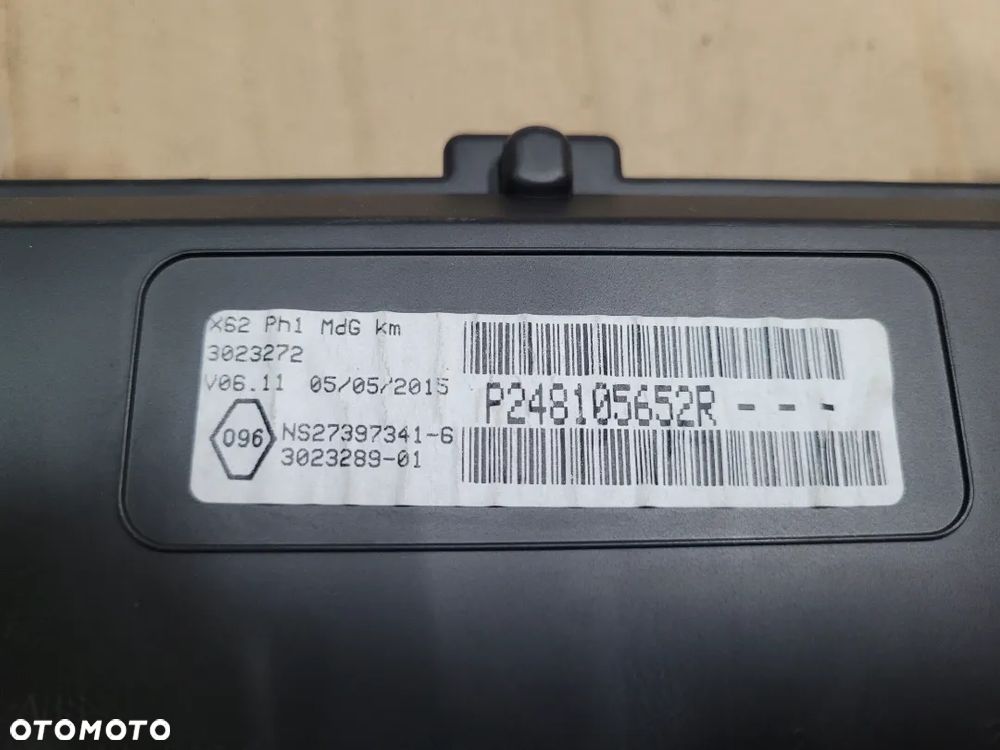 X62 Ph1 MdG km
3023272
V06.11 05/05/2015
096
NS27397341-6
3023289-01
P248105652R - - -
OTOMOTO